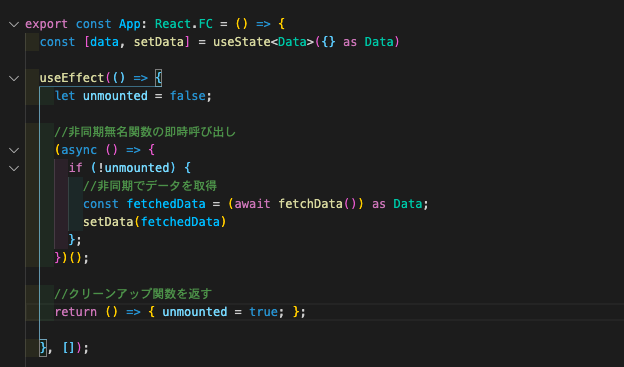 export const App: React.FC = () => {
const [data, setData] = useState<Data>({} as Data)
useEffect(() => {
let unmounted = false;
//非同期無名関数の即時呼び出し
(async () => {
if (!unmounted) {
//非同期でデータを取得
const fetchedData = (await fetchData()) as Data;
setData(fetchedData)
};
})();
//クリーンアップ関数を返す
return () => { unmounted = true; };
}, []);